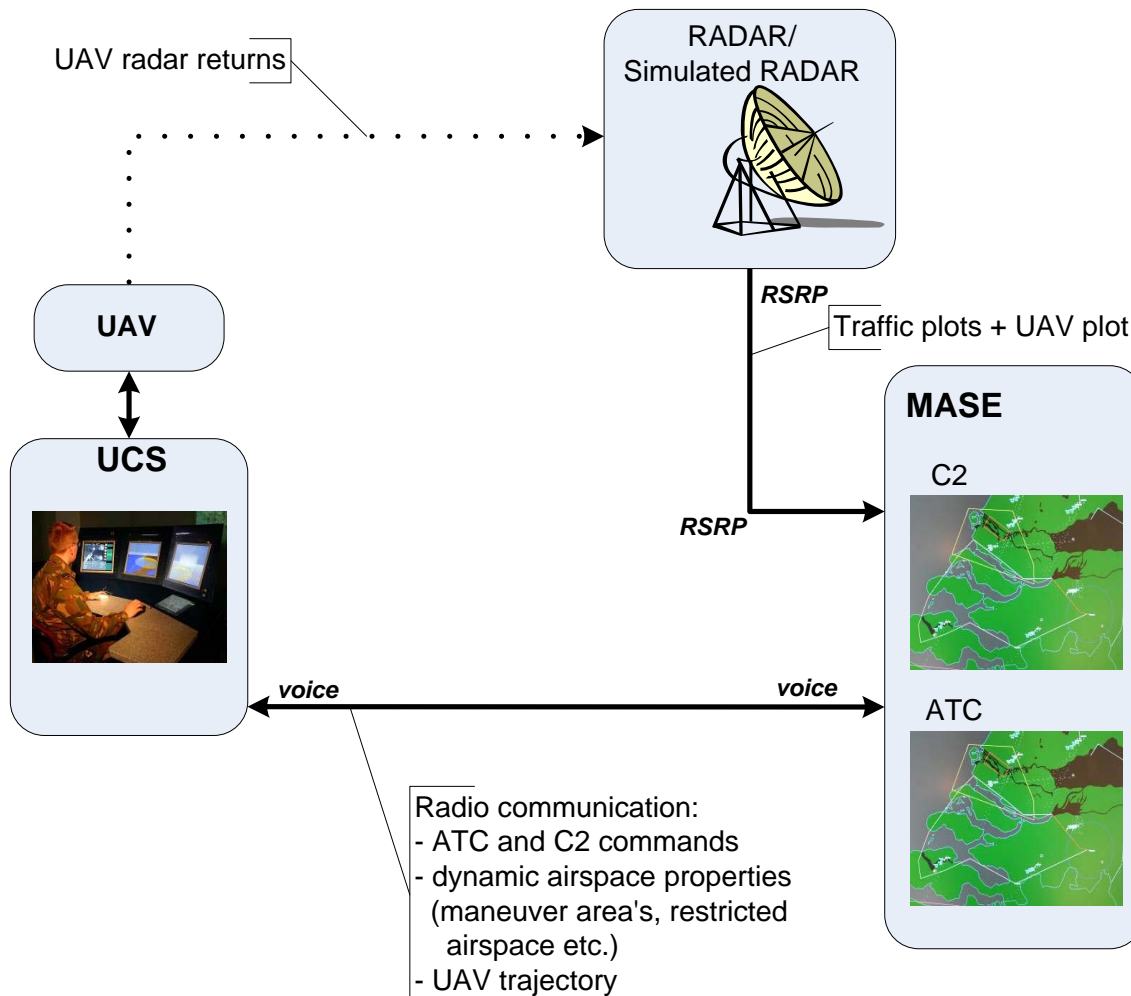 RADAR/
Simulated RADAR
UAV radar returns
RSRP
Traffic plots + UAV plot
UAV
MASE
UCS
C2
RSRP
voice
voice
ATC
Radio communication:
- ATC and C2 commands
- dynamic airspace properties
(maneuver area's, restricted
airspace etc.)
- UAV trajectory